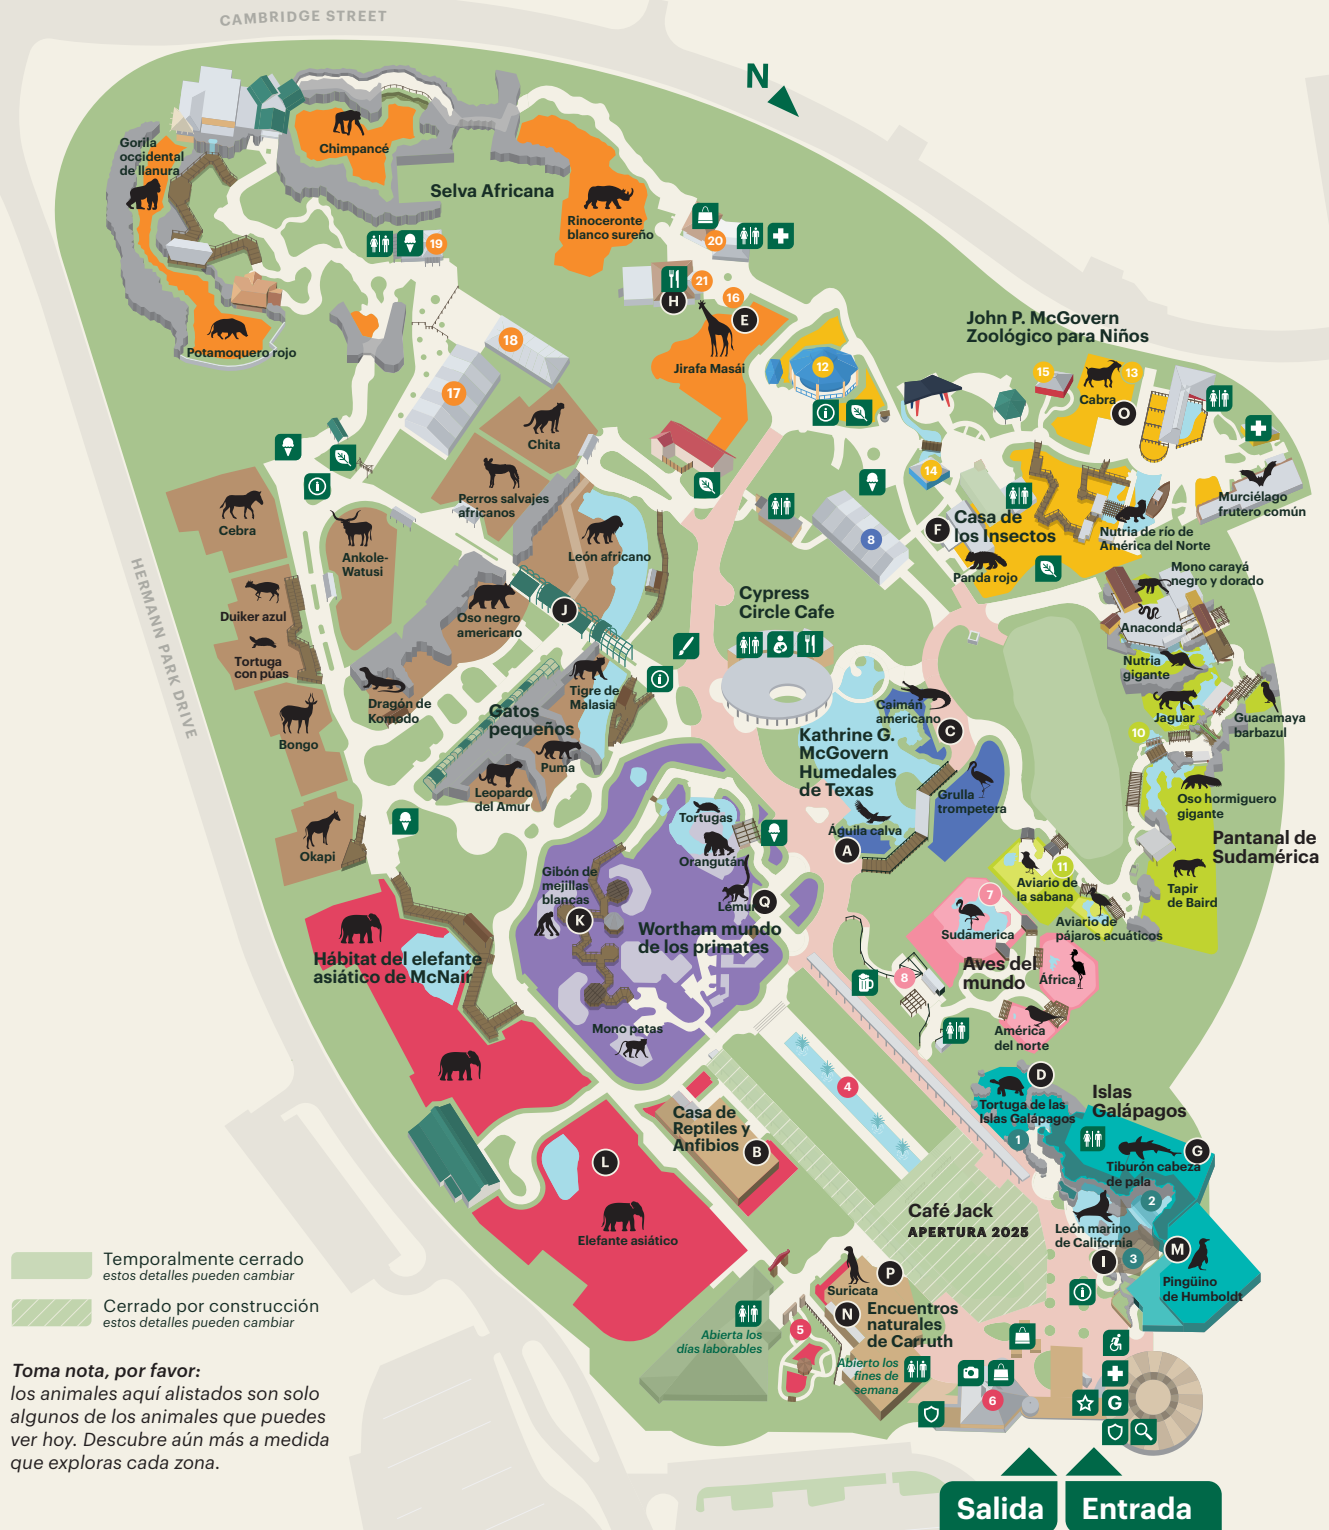 CAMBRIDGE STREET
N
Gorila
occidental
de llanura
Chimpancé
Selva Africana
Rinoceronte
blanco sureño
19
20
21
H
16
E
Potamoquero rojo
18
17
Jirafa Masái
12
John P. McGovern
Zoológico para Niños
15
13
Cabra
O
Chita
14
Murciélago
frutero común
Cebra
Perros salvajes
africanos
Ankole-
Watusi
León africano
8
F
Casa de
los Insectos
Nutria de río de
América del Norte
Panda rojo
Mono carayá
negro y dorado
HERMANN PARK DRIVE
Duiker azul
Oso negro
americano
J
Cypress
Circle Cafe
Anaconda
Tortuga
con púas
Nutria
gigante
Dragón de
Komodo
Tigre de
Malasia
Gatos
pequeños
Caimán
americano
C
Jaguar
Guacamaya
barbazul
10
Bongo
Puma
Kathrine G.
McGovern
Humedales
de Texas
Leopardo
del Amur
Grulla
trompetera
Oso hormiguero
gigante
Okapi
Tortugas
Águila calva
A
Pantanal de
Sudamérica
Orangután
Gibón de
mejillas
blancas
K
Lémur
Q
11
Aviario de
la sabana
Tapir
de Baird
7
Sudámerica
Aviario de
pájaros acuáticos
Wortham mundo
de los primates
Hábitat del elefante
asiático de McNair
Aves del
mundo
África
8
Mono patas
América
del norte
4
D
Tortuga de las
Islas Galápagos
1
Islas
Galápagos
Casa de
Reptiles y
Anfibios
B
G
Tiburón cabeza
de pala
L
2
Café Jack
APERTURA 2025
León marino
de California
Elefante asiático
I
3
M
Pingüino
de Humboldt
Temporalmente cerrado
estos detalles pueden cambiar
Cerrado por construcción
estos detalles pueden cambiar
Suricata
P
N
Encuentros
naturales
de Carruth
5
Abierta los
días laborables
Abierto los
fines de
semana
6
G
Toma nota, por favor:
los animales aquí alistados son solo
algunos de los animales que puedes
ver hoy. Descubre aún más a medida
que exploras cada zona.
Salida
Entrada